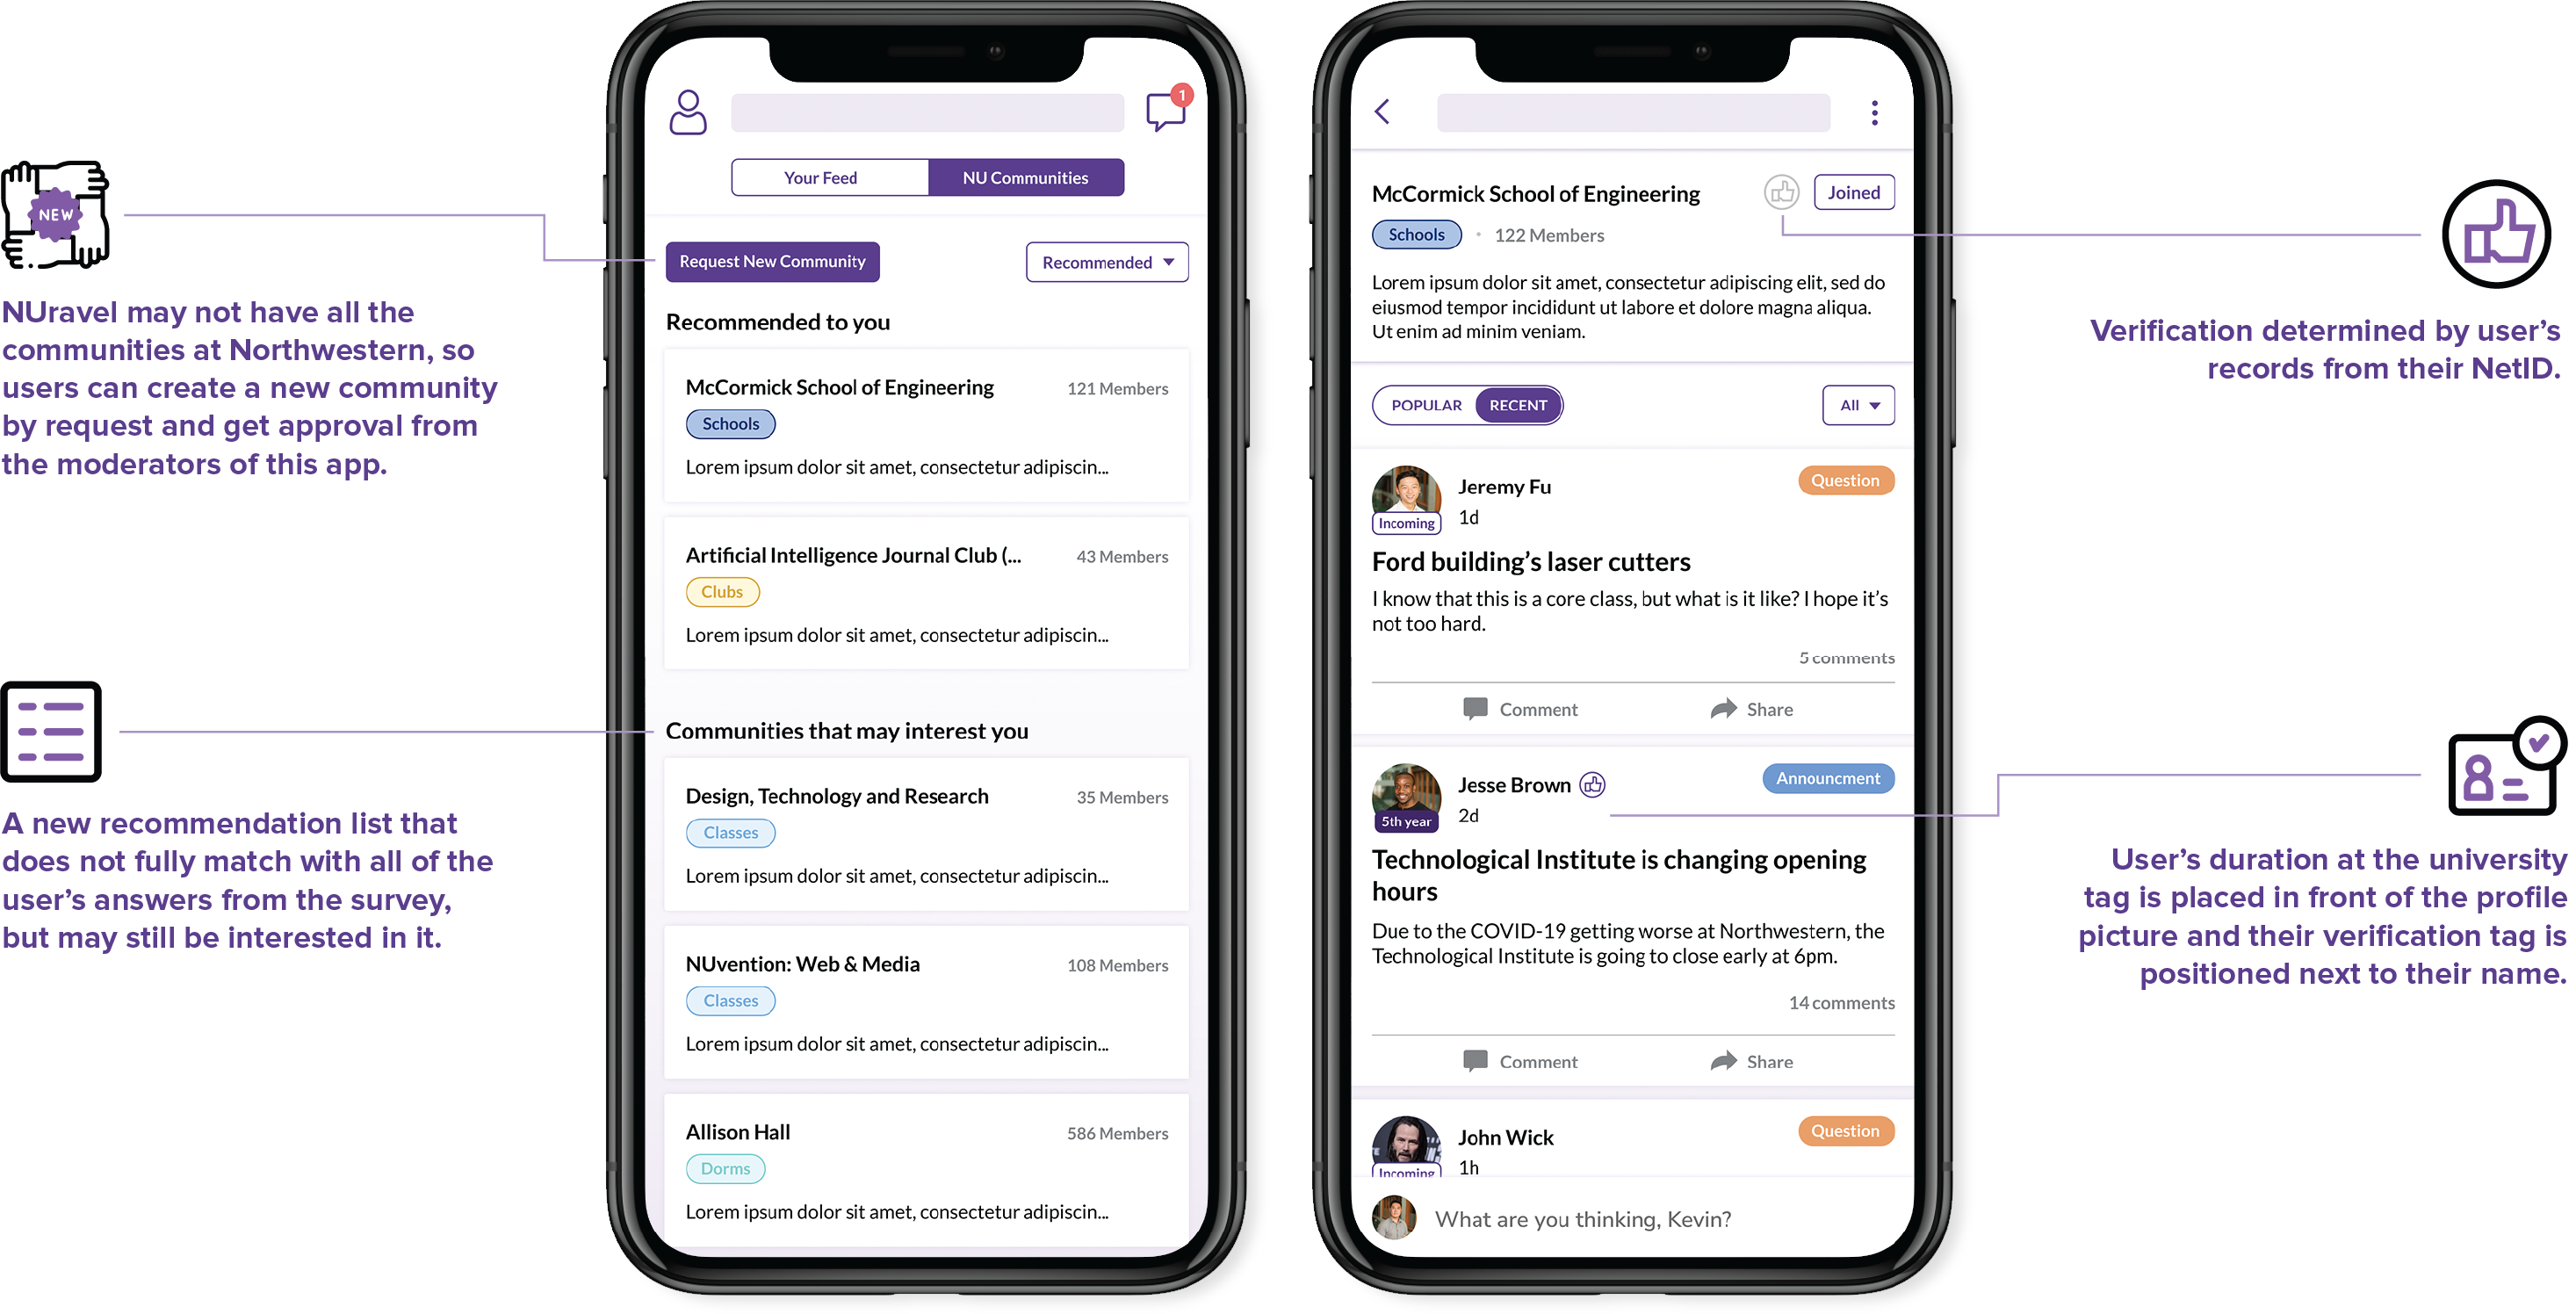 NEW
NUravel may not have all the
communities at Northwestern, so
users can create a new community
by request and get approval from
the moderators of this app.
A new recommendation list that
does not fully match with all of the
user's answers from the survey,
but may still be interested in it.
1
Your Feed
NU Communities
Request New Community
Recommended
Recommended to you
McCormick School of Engineering
121 Members
Schools
Lorem ipsum dolor sit amet, consectetur adipiscin...
Artificial Intelligence Journal Club (...
43 Members
Clubs
Lorem ipsum dolor sit amet, consectetur adipiscin...
Communities that may interest you
Design, Technology and Research
35 Members
Classes
Lorem ipsum dolor sit amet, consectetur adipiscin...
NUvention: Web & Media
108 Members
Classes
Lorem ipsum dolor sit amet, consectetur adipiscin...
Allison Hall
586 Members
Dorms
Lorem ipsum dolor sit amet, consectetur adipiscin...
McCormick School of Engineering
Joined
Schools
• 122 Members
Lorem ipsum dolor sit amet, consectetur adipiscing elit, sed do
eiusmod tempor incididunt ut labore et dolore magna aliqua.
Ut enim ad minim veniam.
POPULAR
RECENT
All
Jeremy Fu
Question
Incoming
1d
Ford building's laser cutters
I know that this is a core class, but what is it like? I hope it's
not too hard.
5 comments
Comment
Share
Jesse Brown
Announcment
5th year
2d
Technological Institute is changing opening
hours
Due to the COVID-19 getting worse at Northwestern, the
Technological Institute is going to close early at 6pm.
14 comments
Comment
Share
John Wick
Question
Incoming
1h
What are you thinking, Kevin?
Verification determined by user's
records from their NetID.
User's duration at the university
tag is placed in front of the profile
picture and their verification tag is
positioned next to their name.